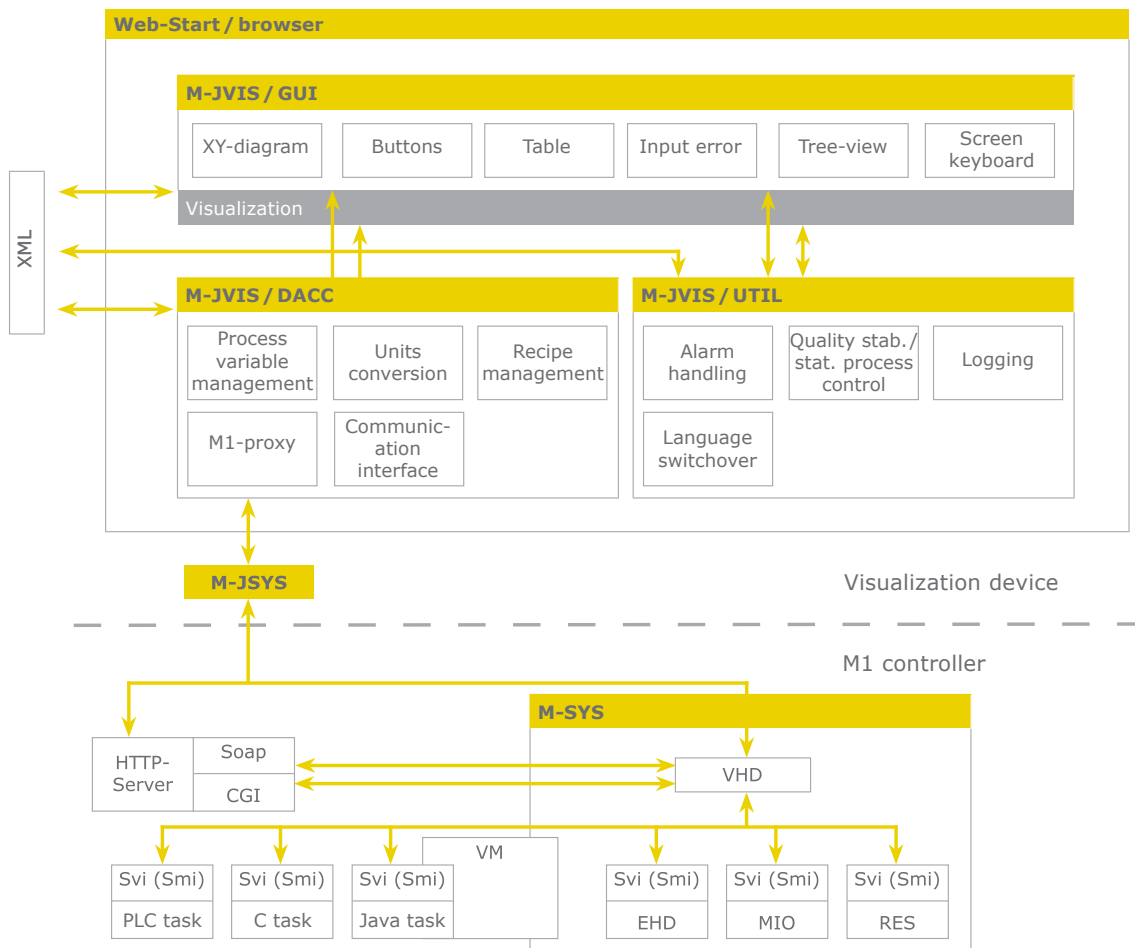 Web-Start / browser
M-JVIS / GUI
XY-diagram
Buttons
Table
Input error
Tree-view
Screen
keyboard
Visualization
XML
M-JVIS / DACC
Process
variable
management
Units
conversion
Recipe
management
M1-proxy
Communic-
ation
interface
M-JVIS / UTIL
Alarm
handling
Quality stab./
stat. process
control
Logging
Language
switchover
M-JSYS
Visualization device
M1 controller
M-SYS
HTTP-
Server
Soap
CGI
VHD
VM
Svi (Smi)
PLC task
Svi (Smi)
C task
Svi (Smi)
Java task
Svi (Smi)
EHD
Svi (Smi)
MIO
Svi (Smi)
RES